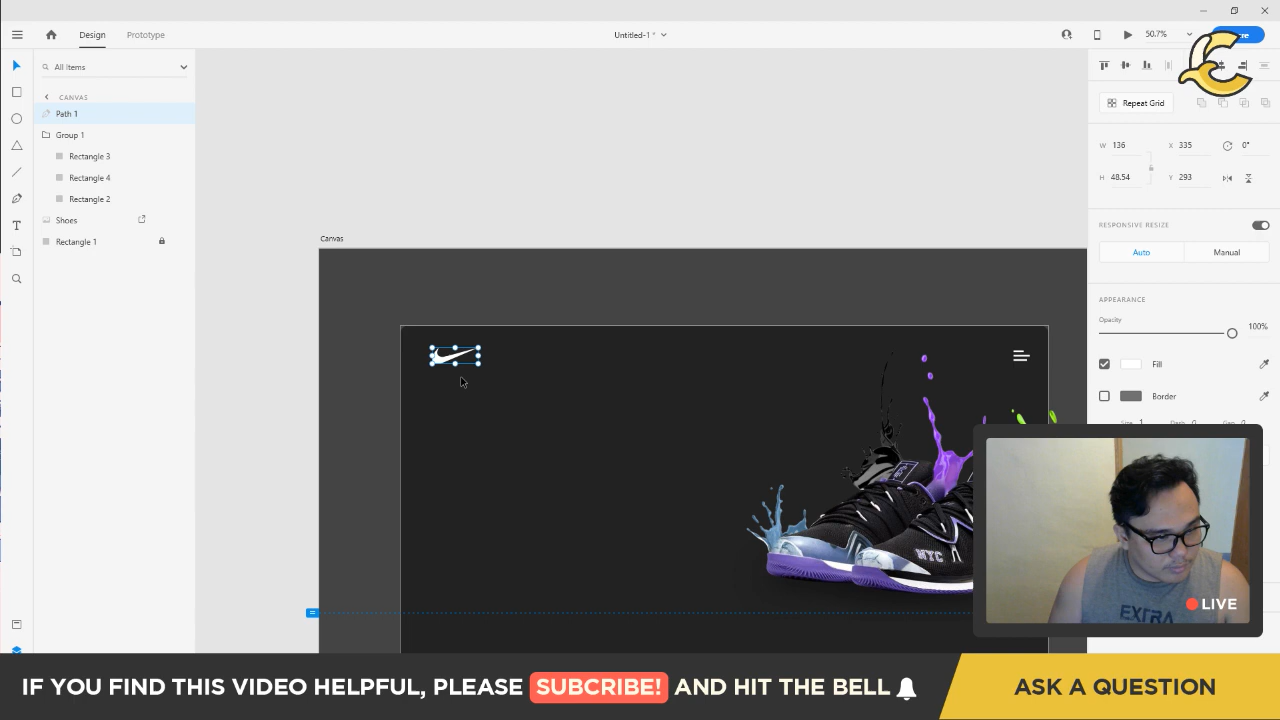 Design
Prototype
Untitled-1 *
50.7%
All Items
CANVAS
Path 1
Group 1
Rectangle 3
Rectangle 4
Rectangle 2
Shoes
Rectangle 1
Canvas
NYC
Repeat Grid
W 136
X 335
0°
H 48.54
Y 293
RESPONSIVE RESIZE
Auto
Manual
APPEARANCE
Opacity
100%
Fill
Border
EXTRA
LIVE
IF YOU FIND THIS VIDEO HELPFUL, PLEASE SUBCRIBE! AND HIT THE BELL
ASK A QUESTION